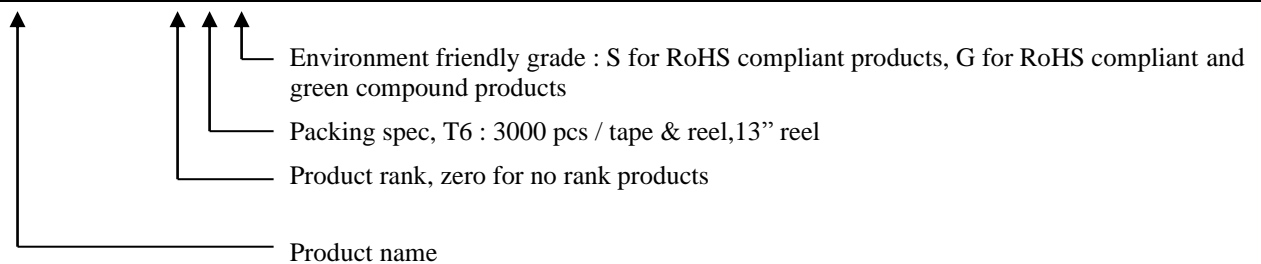 Environment friendly grade : S for RoHS compliant products, G for RoHS compliant and
green compound products
Packing spec, T6 : 3000 pcs / tape & reel,13” reel
Product rank, zero for no rank products
Product name